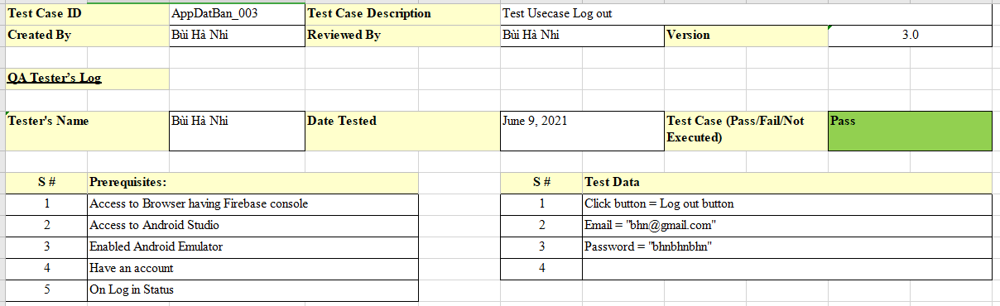 Test Case ID AppDatBan_003 Test Case Description Test Usecase Log out
Created By Bùi Hà Nhi Reviewed By Bùi Hà Nhi Version 3.0
QA Tester's Log
Tester's Name Bùi Hà Nhi Date Tested June 9, 2021 Test Case (Pass/Fail/Not Pass
Executed)
S # Prerequisites: S # Test Data
1 Access to Browser having Firebase console 1 Click button = Log out button
2 Access to Android Studio 2 Email = "bhn@gmail.com"
3 Enabled Android Emulator 3 Password = "bhnbhnbhn"
4 Have an account 4
5 On Log in Status